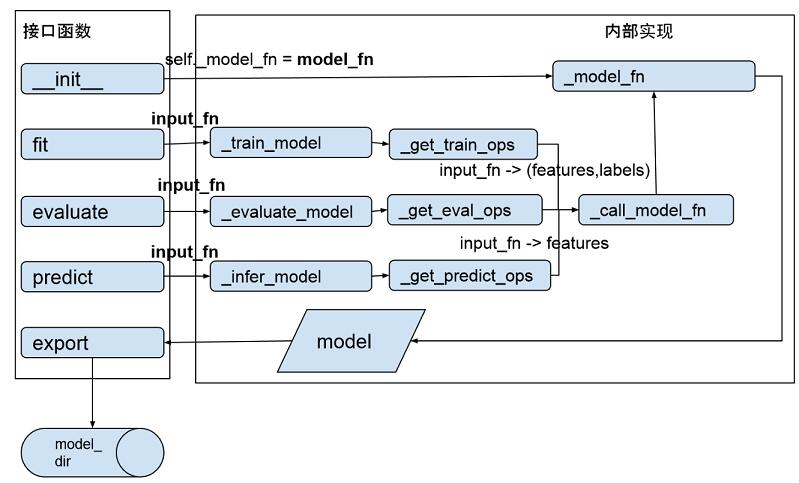 接口函数
内部实现
self._model_fn = model_fn
__init__
_model_fn
input_fn
fit
_train_model
_get_train_ops
input_fn -> (features,labels)
input_fn
evaluate
_evaluate_model
_get_eval_ops
_call_model_fn
input_fn -> features
input_fn
predict
_infer_model
_get_predict_ops
export
model
model_
dir